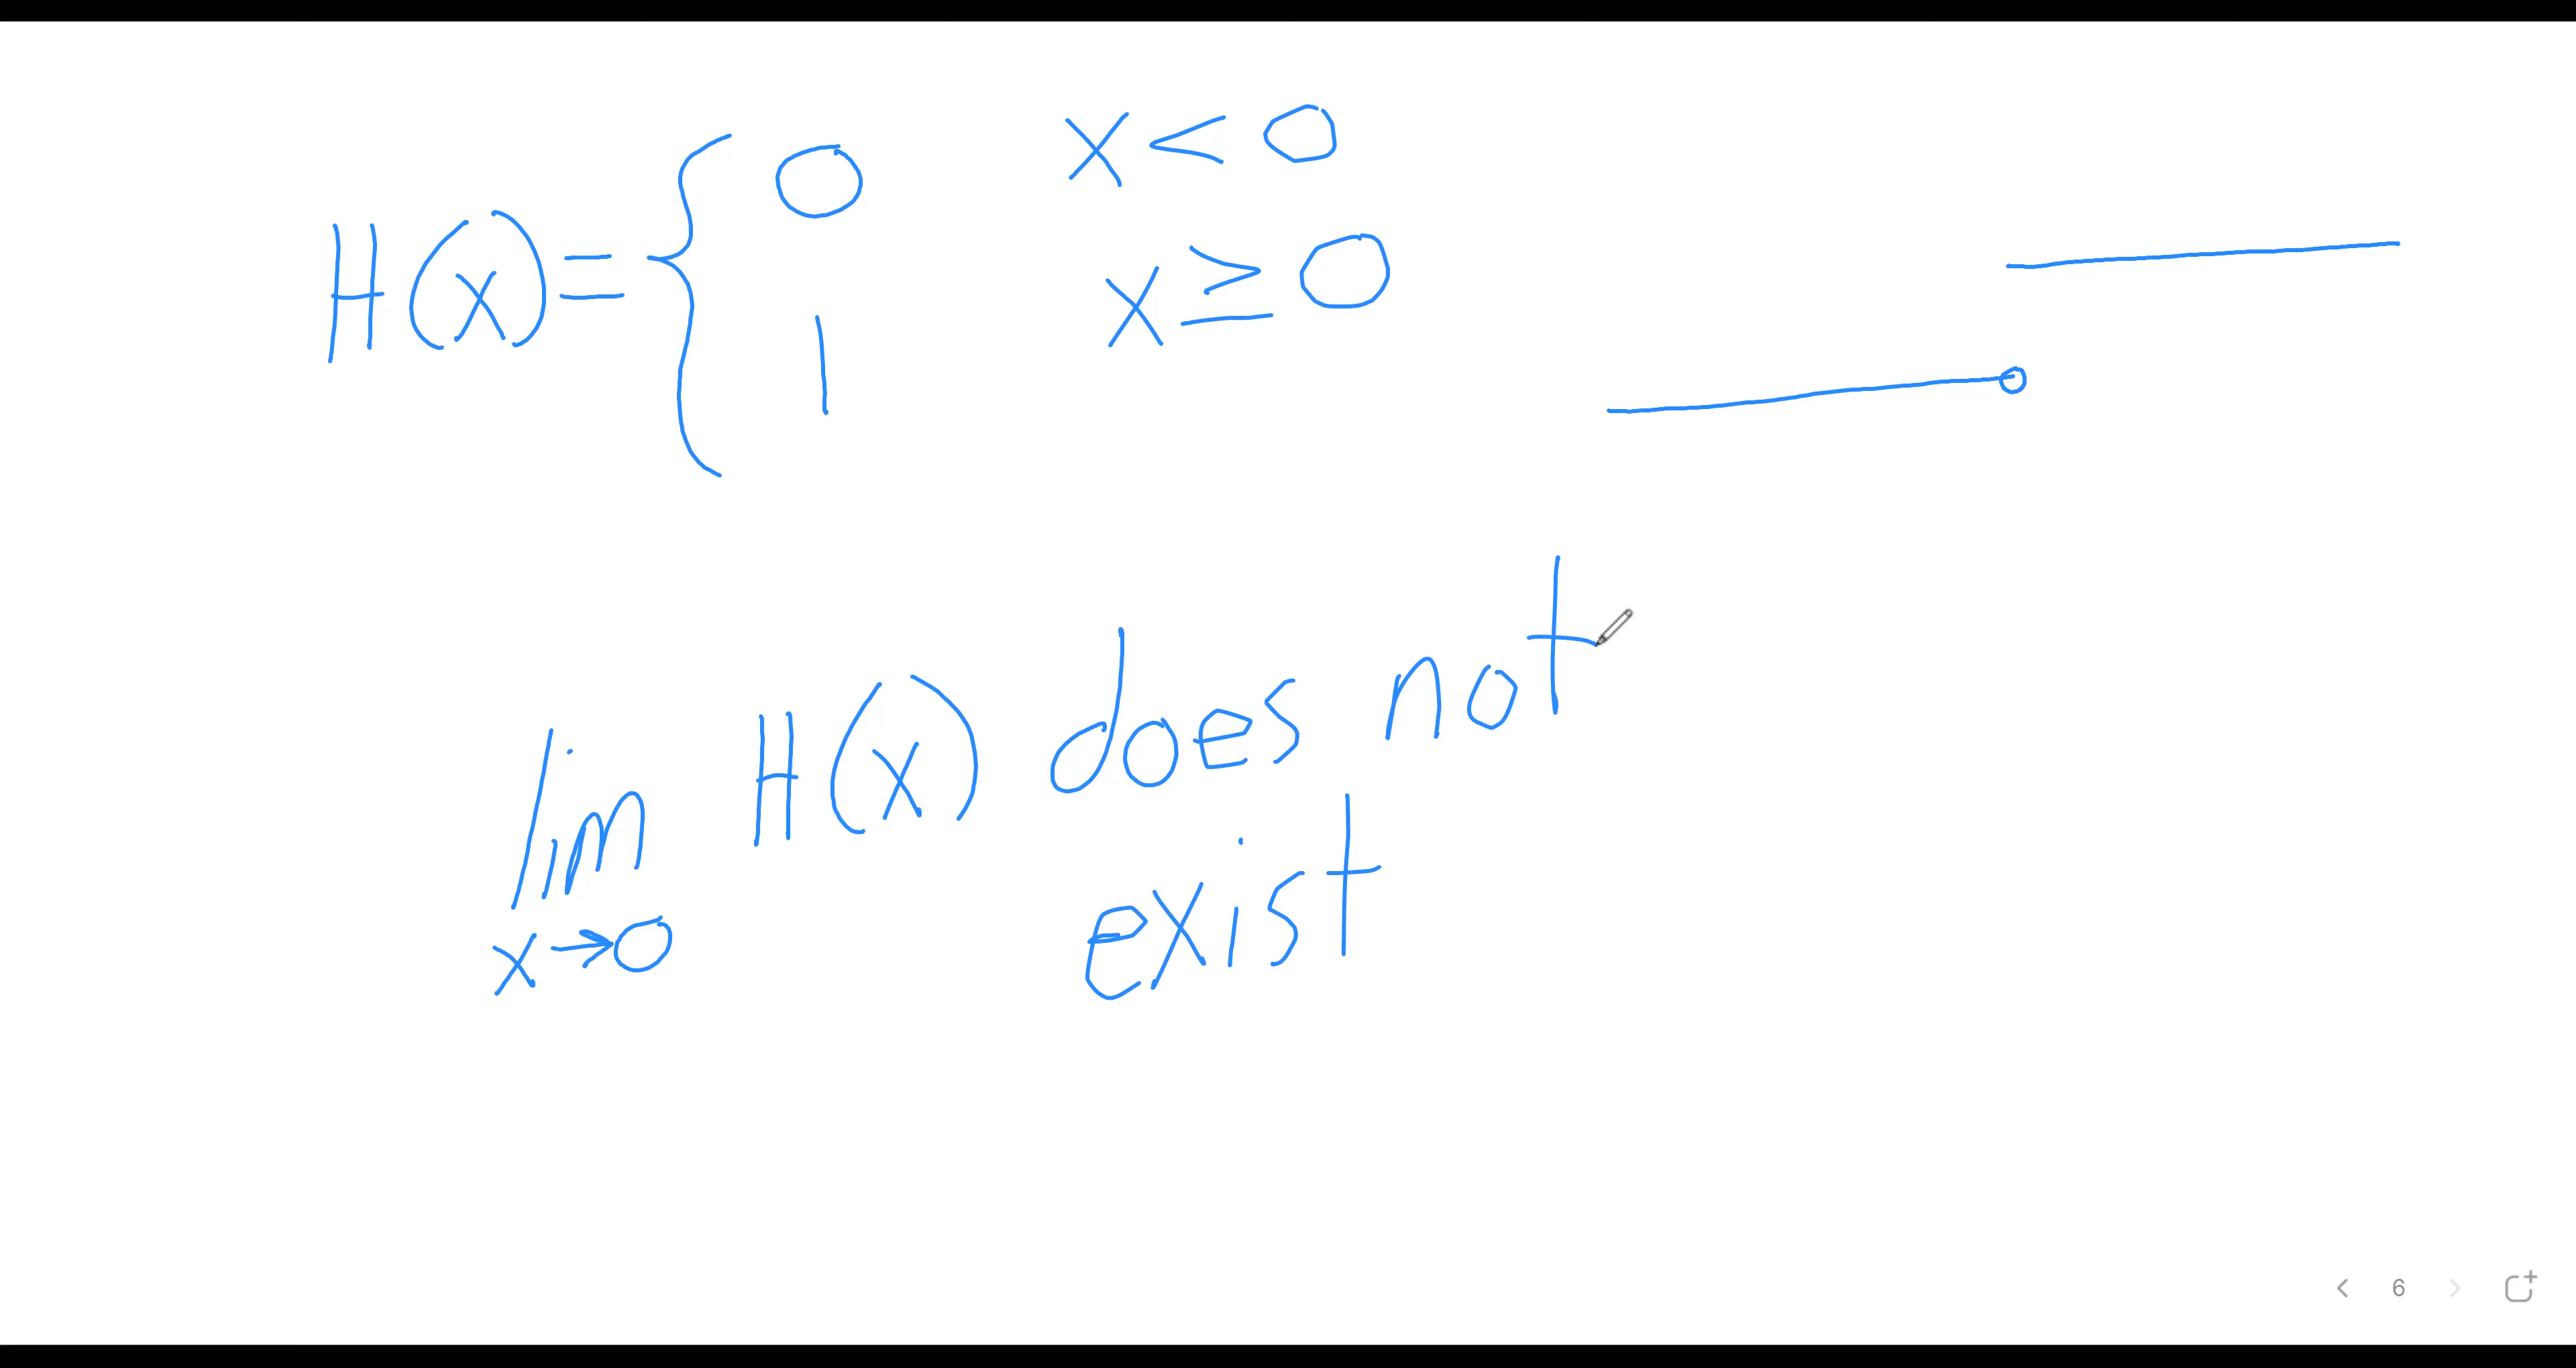 H(x) = { 0 x < 0
1 x ≥ 0
lim H(x) does not
x→0 exist
6